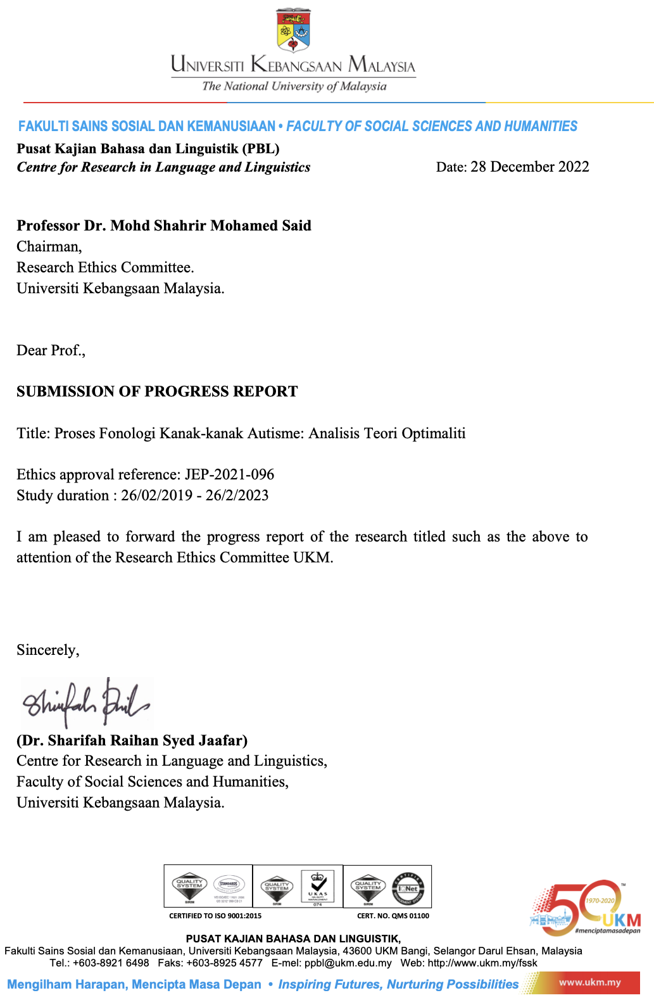 UNIVERSITI KEBANGSAAN MALAYSIA
The National University of Malaysia
FAKULTI SAINS SOSIAL DAN KEMANUSIAAN • FACULTY OF SOCIAL SCIENCES AND HUMANITIES
Pusat Kajian Bahasa dan Linguistik (PBL)
Centre for Research in Language and Linguistics
Date: 28 December 2022
Professor Dr. Mohd Shahrir Mohamed Said
Chairman,
Research Ethics Committee.
Universiti Kebangsaan Malaysia.
Dear Prof.,
SUBMISSION OF PROGRESS REPORT
Title: Proses Fonologi Kanak-kanak Autisme: Analisis Teori Optimaliti
Ethics approval reference: JEP-2021-096
Study duration : 26/02/2019 - 26/2/2023
I am pleased to forward the progress report of the research titled such as the above to
attention of the Research Ethics Committee UKM.
Sincerely,
(Dr. Sharifah Raihan Syed Jaafar)
Centre for Research in Language and Linguistics,
Faculty of Social Sciences and Humanities,
Universiti Kebangsaan Malaysia.
QUALITY SYSTEM
SIRIM
STANDARDS
QUALITY SYSTEM
SIRIM
UKAS
QUALITY MANAGEMENT
074
QUALITY SYSTEM
SIRIM
CERTIFIED
IQNet
MANAGEMENT SYSTEM
CERTIFIED TO ISO 9001:2015
CERT. NO. QMS 01100
50 TM
1970-2020
UKM
#menciptamasadepan
PUSAT KAJIAN BAHASA DAN LINGUISTIK,
Fakulti Sains Sosial dan Kemanusiaan, Universiti Kebangsaan Malaysia, 43600 UKM Bangi, Selangor Darul Ehsan, Malaysia
Tel.: +603-8921 6498 Faks: +603-8925 4577 E-mel: ppbl@ukm.edu.my Web: http://www.ukm.my/fssk
Mengilham Harapan, Mencipta Masa Depan • Inspiring Futures, Nurturing Possibilities
www.ukm.my